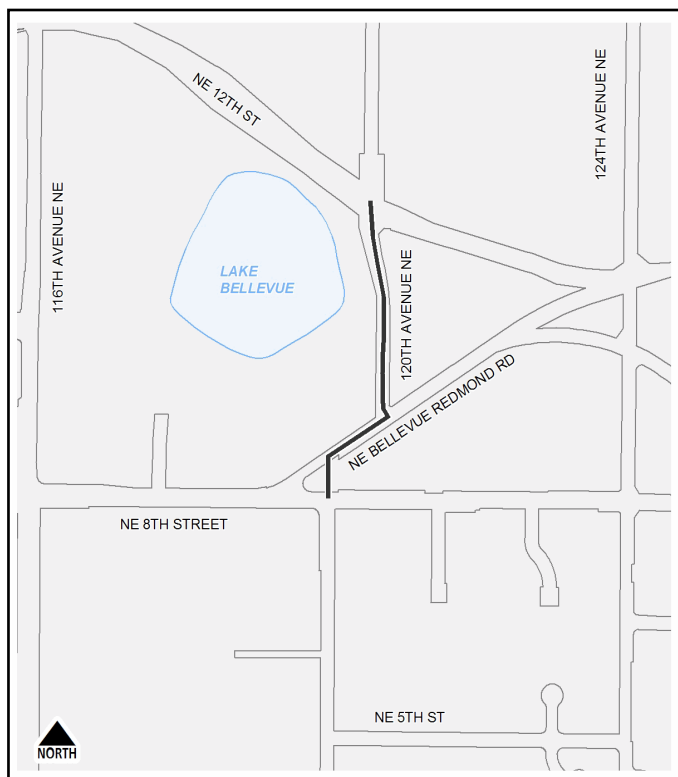 NE 12TH ST
124TH AVENUE NE
116TH AVENUE NE
LAKE
BELLEVUE
120TH AVENUE NE
NE BELLEVUE REDMOND RD
NE 8TH STREET
NE 5TH ST
NORTH